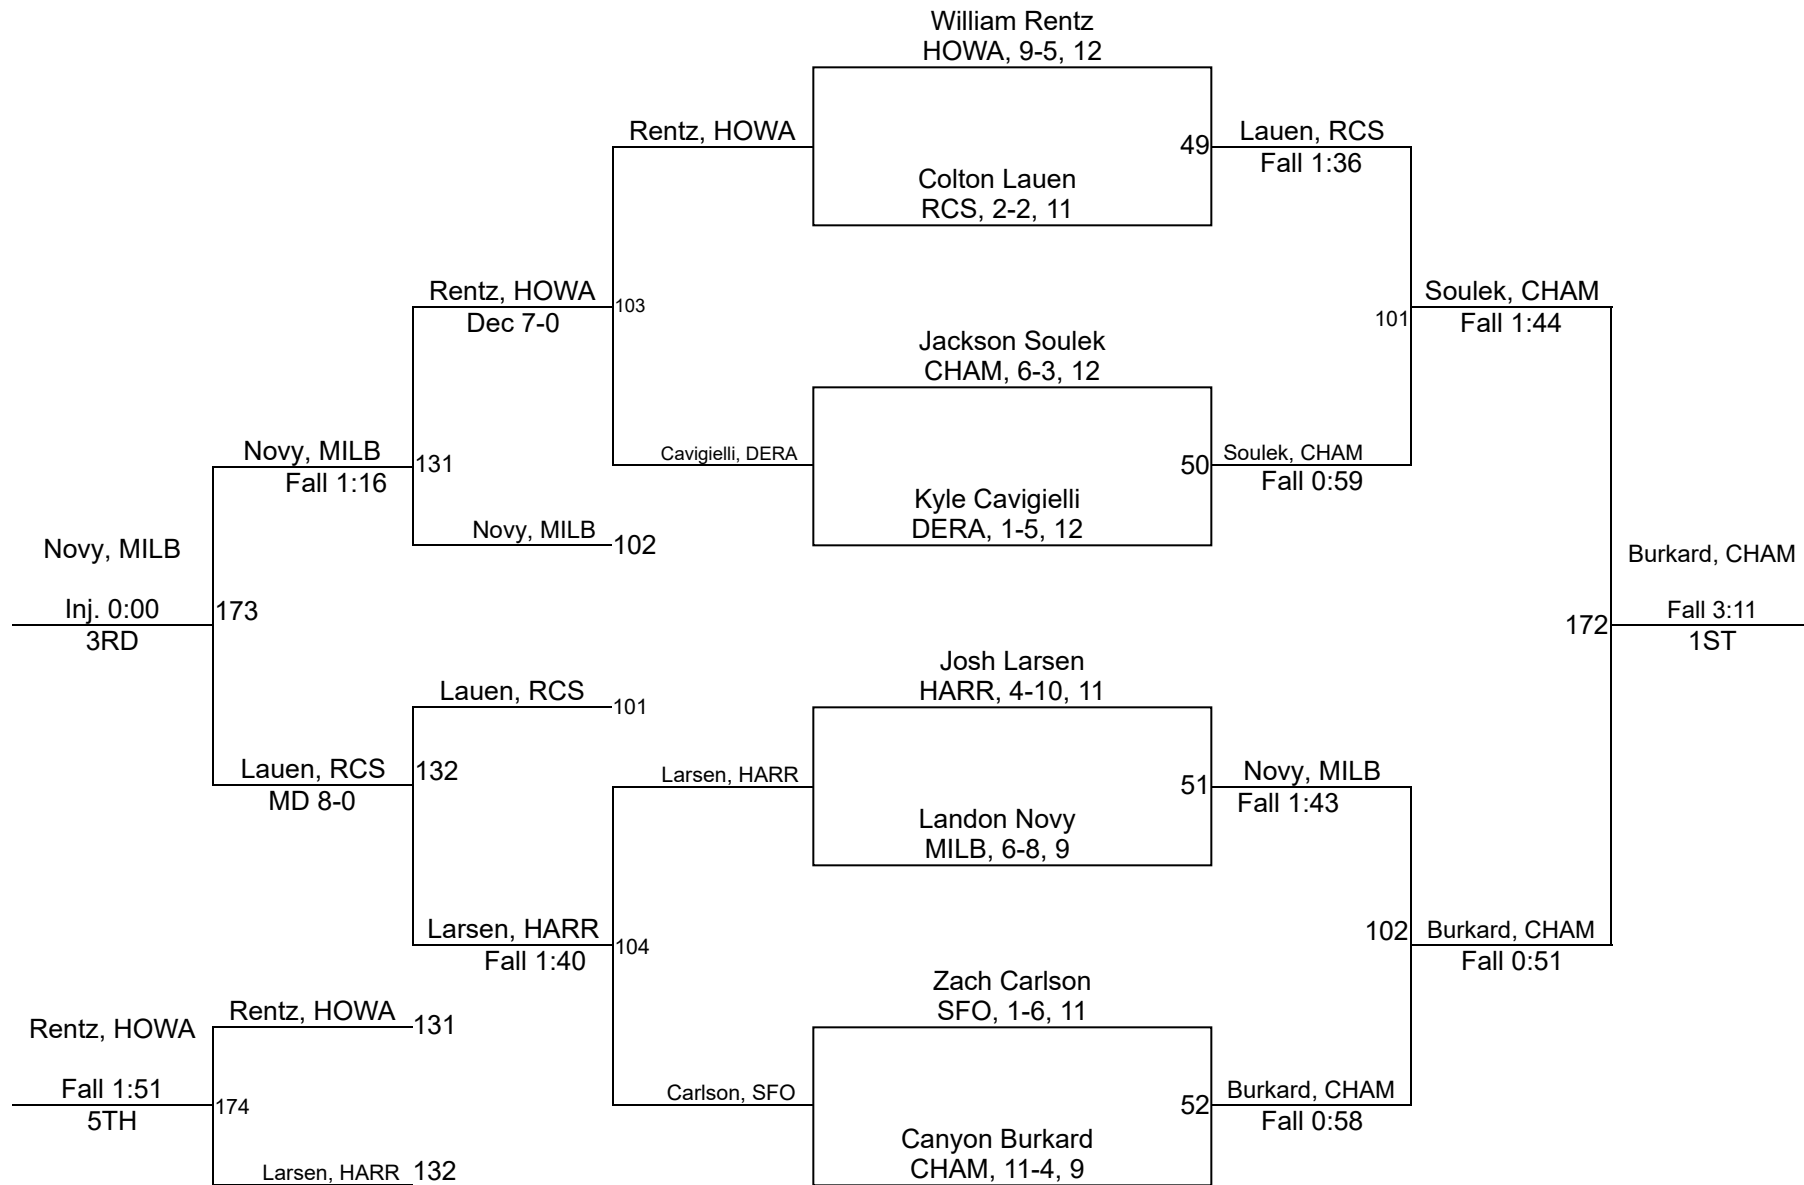 William Rentz
HOWA, 9-5, 12
Rentz, HOWA
49
Lauen, RCS
Fall 1:36
Colton Lauen
RCS, 2-2, 11
Rentz, HOWA
Dec 7-0
103
101
Soulek, CHAM
Fall 1:44
Jackson Soulek
CHAM, 6-3, 12
Novy, MILB
Fall 1:16
131
Cavigielli, DERA
50
Soulek, CHAM
Fall 0:59
Kyle Cavigielli
DERA, 1-5, 12
Novy, MILB
102
Novy, MILB
Inj. 0:00
3RD
173
Burkard, CHAM
172
Fall 3:11
1ST
Josh Larsen
HARR, 4-10, 11
Lauen, RCS
101
Lauen, RCS
MD 8-0
132
Larsen, HARR
51
Novy, MILB
Fall 1:43
Landon Novy
MILB, 6-8, 9
Larsen, HARR
Fall 1:40
104
102
Burkard, CHAM
Fall 0:51
Zach Carlson
SFO, 1-6, 11
Rentz, HOWA
131
Rentz, HOWA
Fall 1:51
5TH
174
Carlson, SFO
52
Burkard, CHAM
Fall 0:58
Canyon Burkard
CHAM, 11-4, 9
Larsen, HARR
132